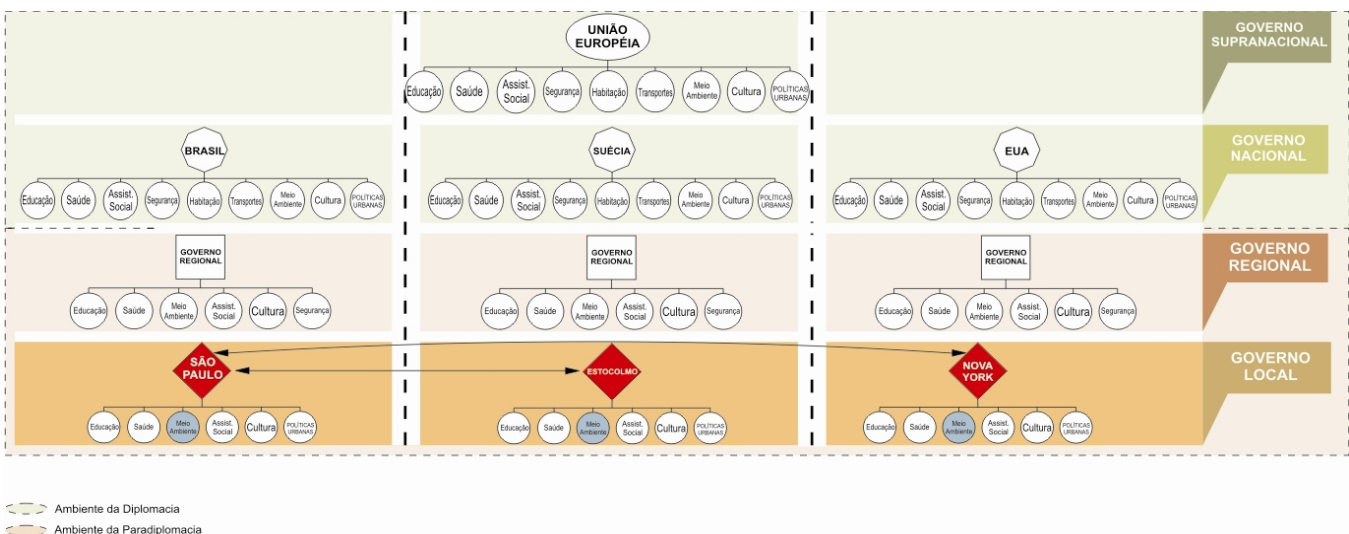 UNIÃO
EUROPÉIA
GOVERNO
SUPRANACIONAL
Educação
Saúde
Assist.
Social
Segurança
Habitação
Transportes
Meio
Ambiente
Cultura
POLÍTICAS
URBANAS
BRASIL
SUÉCIA
EUA
GOVERNO
NACIONAL
Educação
Saúde
Assist.
Social
Segurança
Habitação
Transportes
Meio
Ambiente
Cultura
POLÍTICAS
URBANAS
Educação
Saúde
Assist.
Social
Segurança
Habitação
Transportes
Meio
Ambiente
Cultura
POLÍTICAS
URBANAS
Educação
Saúde
Assist.
Social
Segurança
Habitação
Transportes
Meio
Ambiente
Cultura
POLÍTICAS
URBANAS
GOVERNO
REGIONAL
GOVERNO
REGIONAL
GOVERNO
REGIONAL
GOVERNO
REGIONAL
Educação
Saúde
Meio
Ambiente
Assist.
Social
Cultura
Segurança
Educação
Saúde
Meio
Ambiente
Assist.
Social
Cultura
Segurança
Educação
Saúde
Meio
Ambiente
Assist.
Social
Cultura
Segurança
SÃO
PAULO
ESTOCOLMO
NOVA
YORK
GOVERNO
LOCAL
Educação
Saúde
Meio
Ambiente
Assist.
Social
Cultura
POLÍTICAS
URBANAS
Educação
Saúde
Meio
Ambiente
Assist.
Social
Cultura
POLÍTICAS
URBANAS
Educação
Saúde
Meio
Ambiente
Assist.
Social
Cultura
POLÍTICAS
URBANAS
Ambiente da Diplomacia
Ambiente da Paradiplomacia